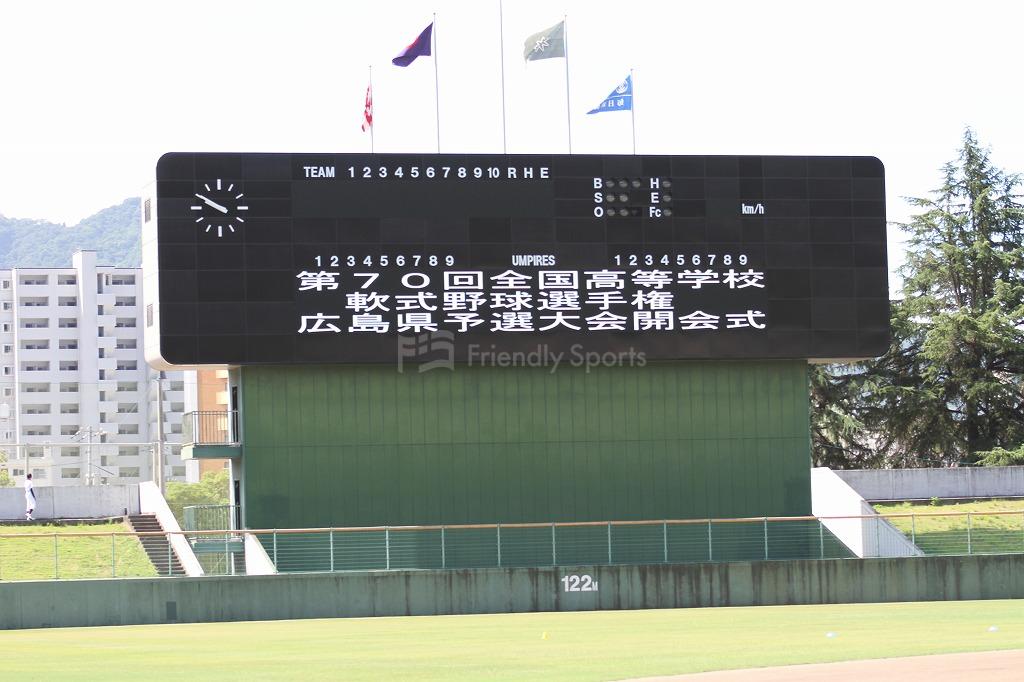 TEAM 1 2 3 4 5 6 7 8 9 10 R H E
B H
S E
O Fc km/h
1 2 3 4 5 6 7 8 9 UMPIRES 1 2 3 4 5 6 7 8 9
第70回全国高等学校
軟式野球選手権
広島県予選大会開会式
Friendly Sports
122M